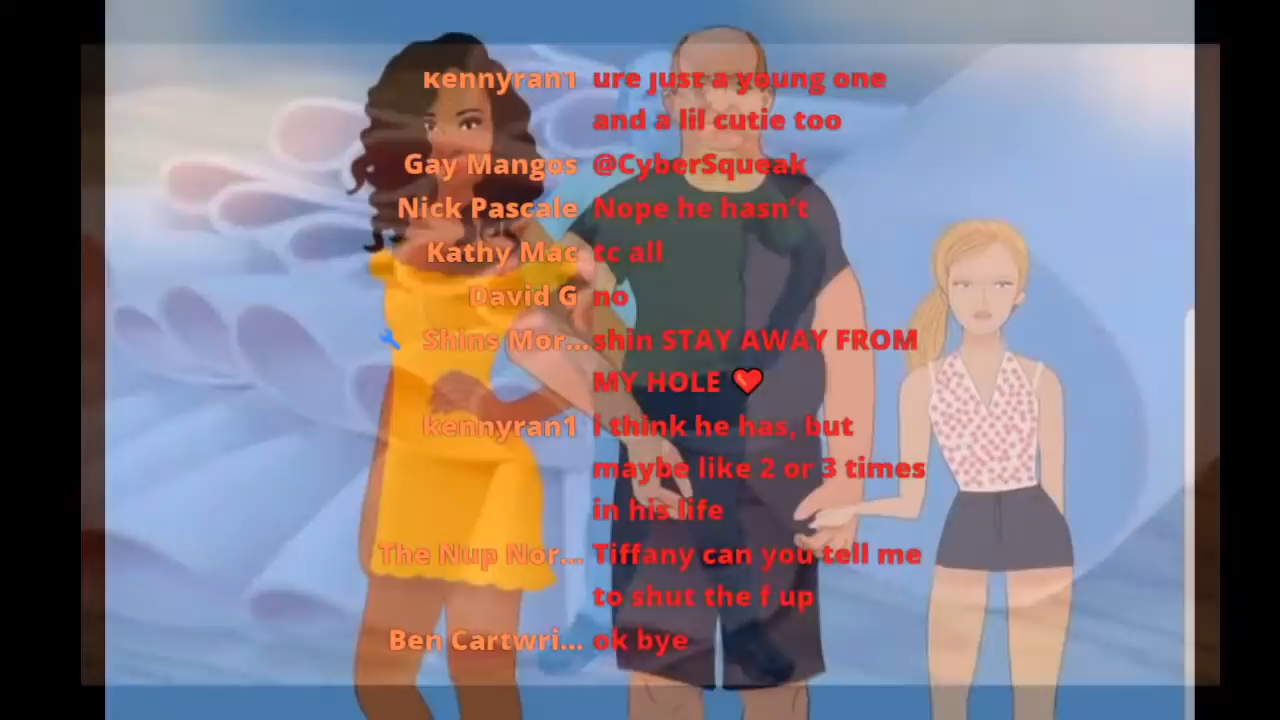 kennyran1 ure just a young one
and a lil cutie too
Gay Mangos @CyberSqueak
Nick Pascale Nope he hasn't
Kathy Mac tc all
David G no
Shins Mor... shin STAY AWAY FROM
MY HOLE ❤️
kennyran1 i think he has, but
maybe like 2 or 3 times
in his life
The Nup Nor... Tiffany can you tell me
to shut the f up
Ben Cartwri... ok bye